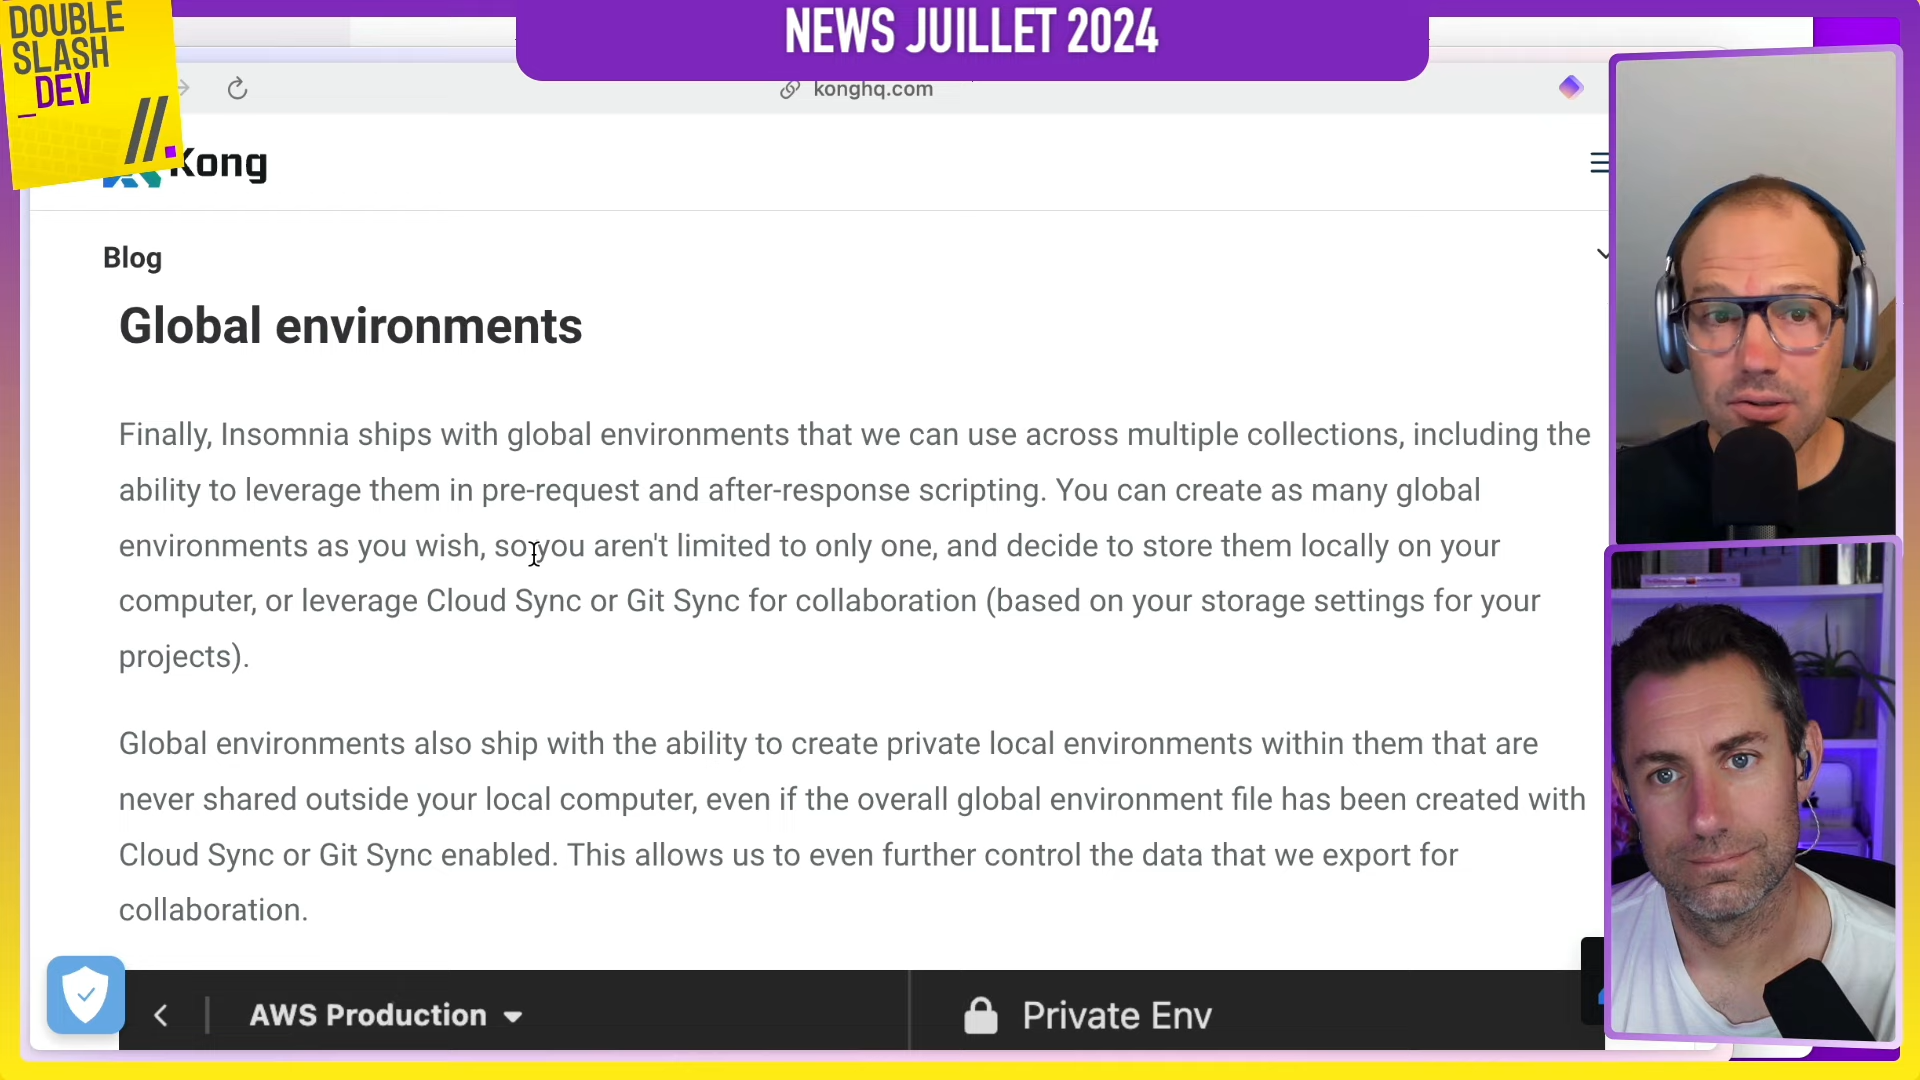 DOUBLE
SLASH
_DEV
//.
NEWS JUILLET 2024
konghq.com
Kong
Blog
Global environments
Finally, Insomnia ships with global environments that we can use across multiple collections, including the
ability to leverage them in pre-request and after-response scripting. You can create as many global
environments as you wish, so you aren't limited to only one, and decide to store them locally on your
computer, or leverage Cloud Sync or Git Sync for collaboration (based on your storage settings for your
projects).
Global environments also ship with the ability to create private local environments within them that are
never shared outside your local computer, even if the overall global environment file has been created with
Cloud Sync or Git Sync enabled. This allows us to even further control the data that we export for
collaboration.
AWS Production
Private Env